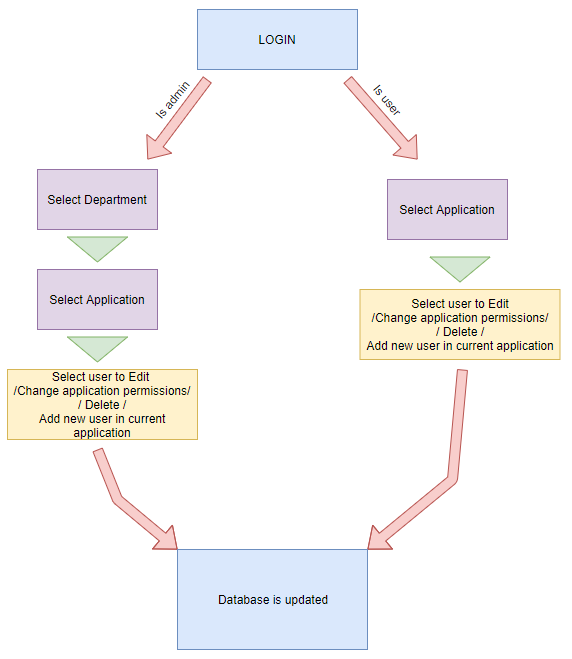 LOGIN
Is admin
Is user
Select Department
Select Application
Select Application
Select user to Edit
/Change application permissions/
/ Delete /
Add new user in current application
Select user to Edit
/Change application permissions/
/ Delete /
Add new user in current
application
Database is updated